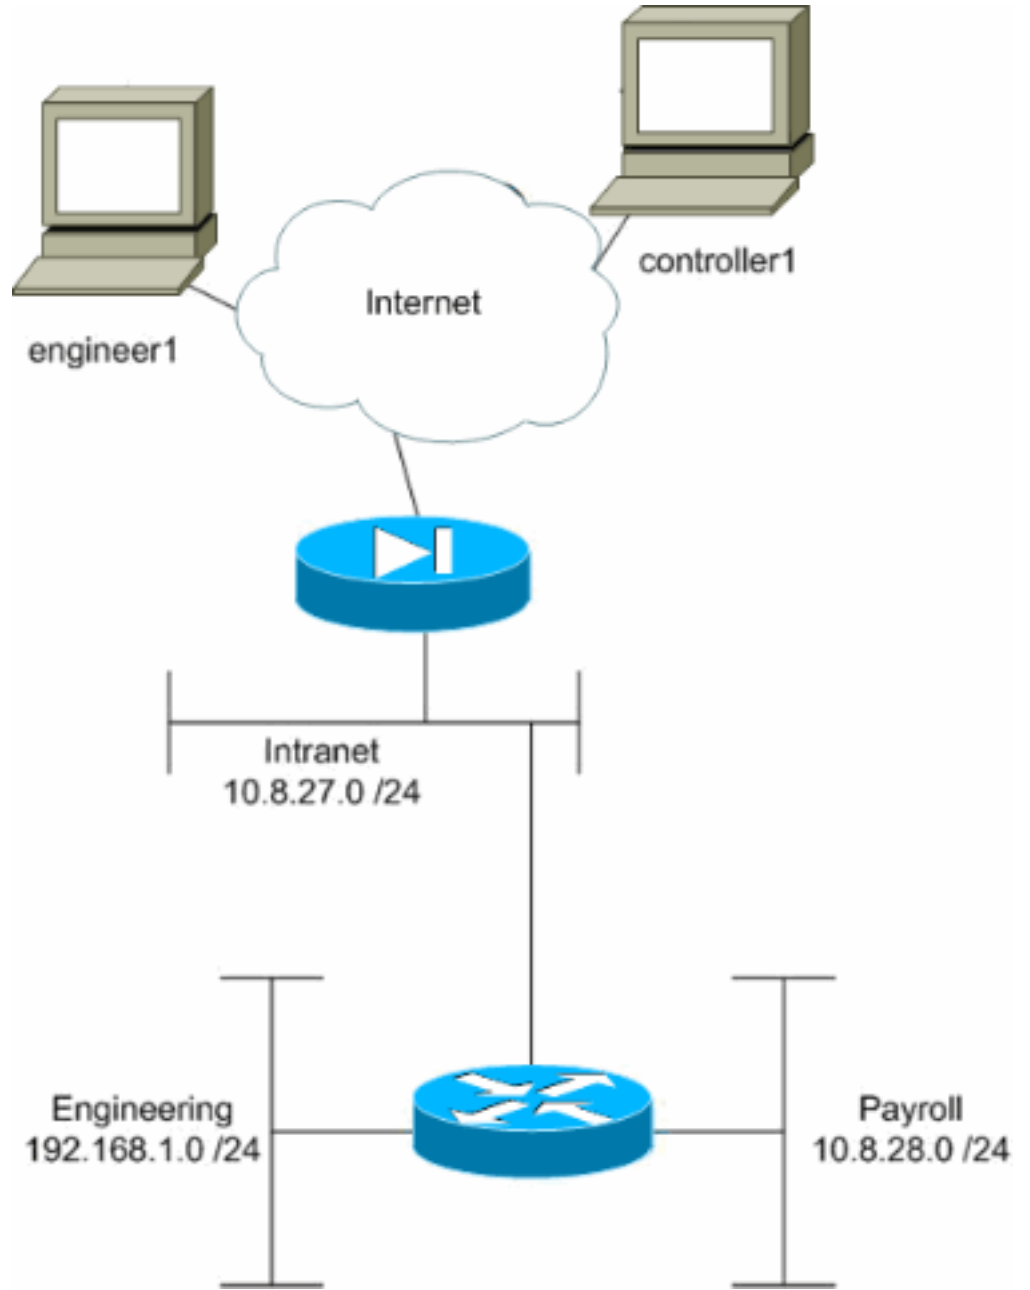 controller1
Internet
engineer1
Intranet
10.8.27.0 /24
Engineering
192.168.1.0 /24
Payroll
10.8.28.0 /24